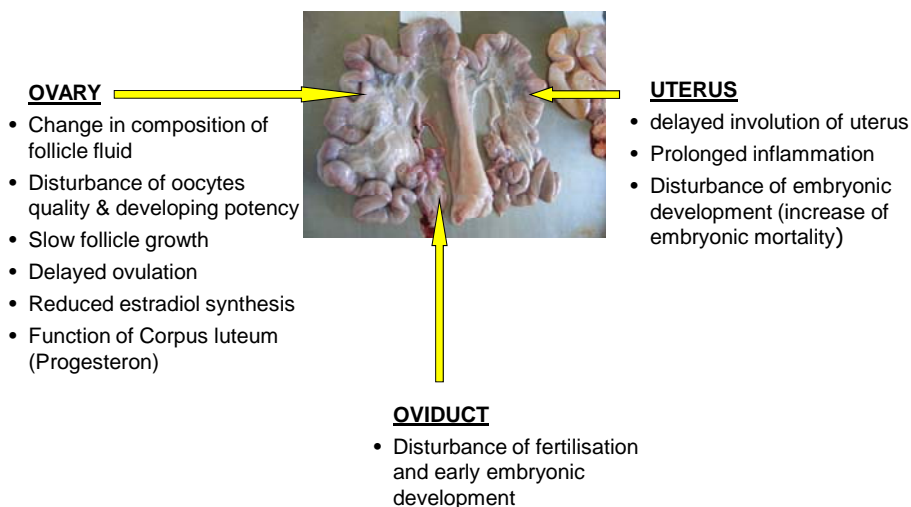 OVARY
• Change in composition of
follicle fluid
• Disturbance of oocytes
quality & developing potency
• Slow follicle growth
• Delayed ovulation
• Reduced estradiol synthesis
• Function of Corpus luteum
(Progesteron)
UTERUS
• delayed involution of uterus
• Prolonged inflammation
• Disturbance of embryonic
development (increase of
embryonic mortality)
OVIDUCT
• Disturbance of fertilisation
and early embryonic
development